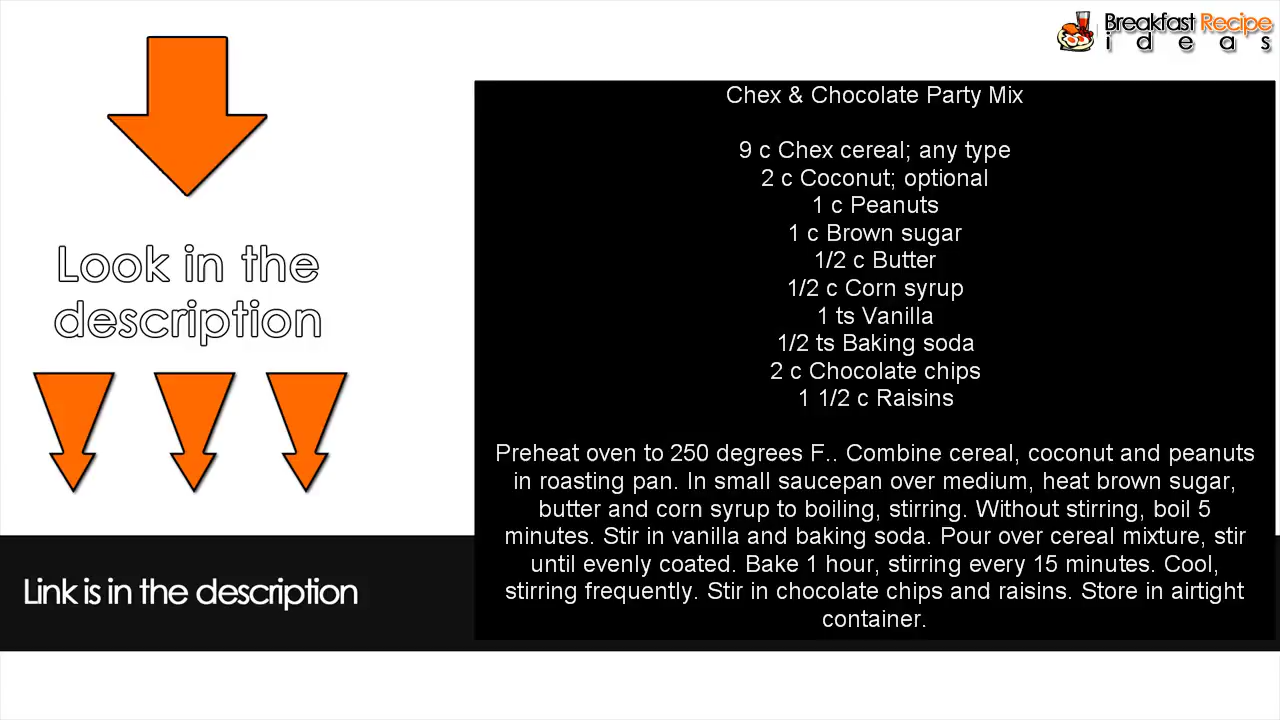 Breakfast Recipe
ideas
Look in the
description
Link is in the description
Chex & Chocolate Party Mix
9 c Chex cereal; any type
2 c Coconut; optional
1 c Peanuts
1 c Brown sugar
1/2 c Butter
1/2 c Corn syrup
1 ts Vanilla
1/2 ts Baking soda
2 c Chocolate chips
1 1/2 c Raisins
Preheat oven to 250 degrees F.. Combine cereal, coconut and peanuts
in roasting pan. In small saucepan over medium, heat brown sugar,
butter and corn syrup to boiling, stirring. Without stirring, boil 5
minutes. Stir in vanilla and baking soda. Pour over cereal mixture, stir
until evenly coated. Bake 1 hour, stirring every 15 minutes. Cool,
stirring frequently. Stir in chocolate chips and raisins. Store in airtight
container.